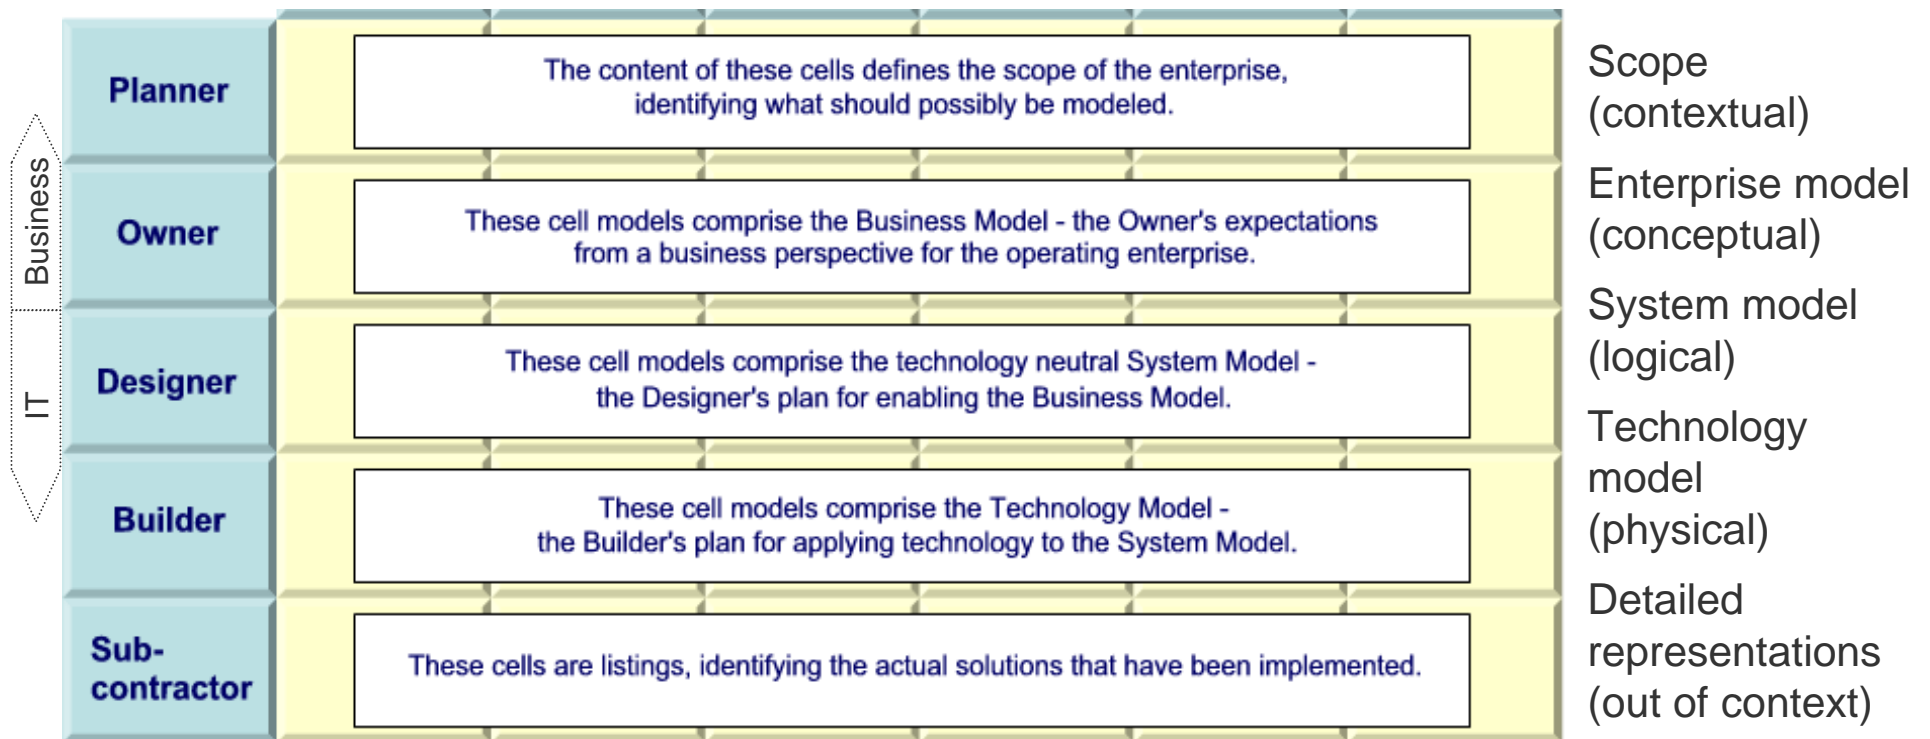 Business
IT
Planner
The content of these cells defines the scope of the enterprise,
identifying what should possibly be modeled.
Scope
(contextual)
Owner
These cell models comprise the Business Model - the Owner's expectations
from a business perspective for the operating enterprise.
Enterprise model
(conceptual)
Designer
These cell models comprise the technology neutral System Model -
the Designer's plan for enabling the Business Model.
System model
(logical)
Builder
These cell models comprise the Technology Model -
the Builder's plan for applying technology to the System Model.
Technology
model
(physical)
Sub-
contractor
These cells are listings, identifying the actual solutions that have been implemented.
Detailed
representations
(out of context)